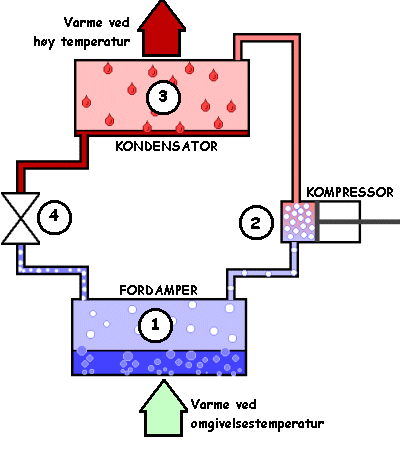 Varme ved
høy temperatur
3
KONDENSATOR
KOMPRESSOR
4
2
FORDAMPER
1
Varme ved
omgivelsestemperatur